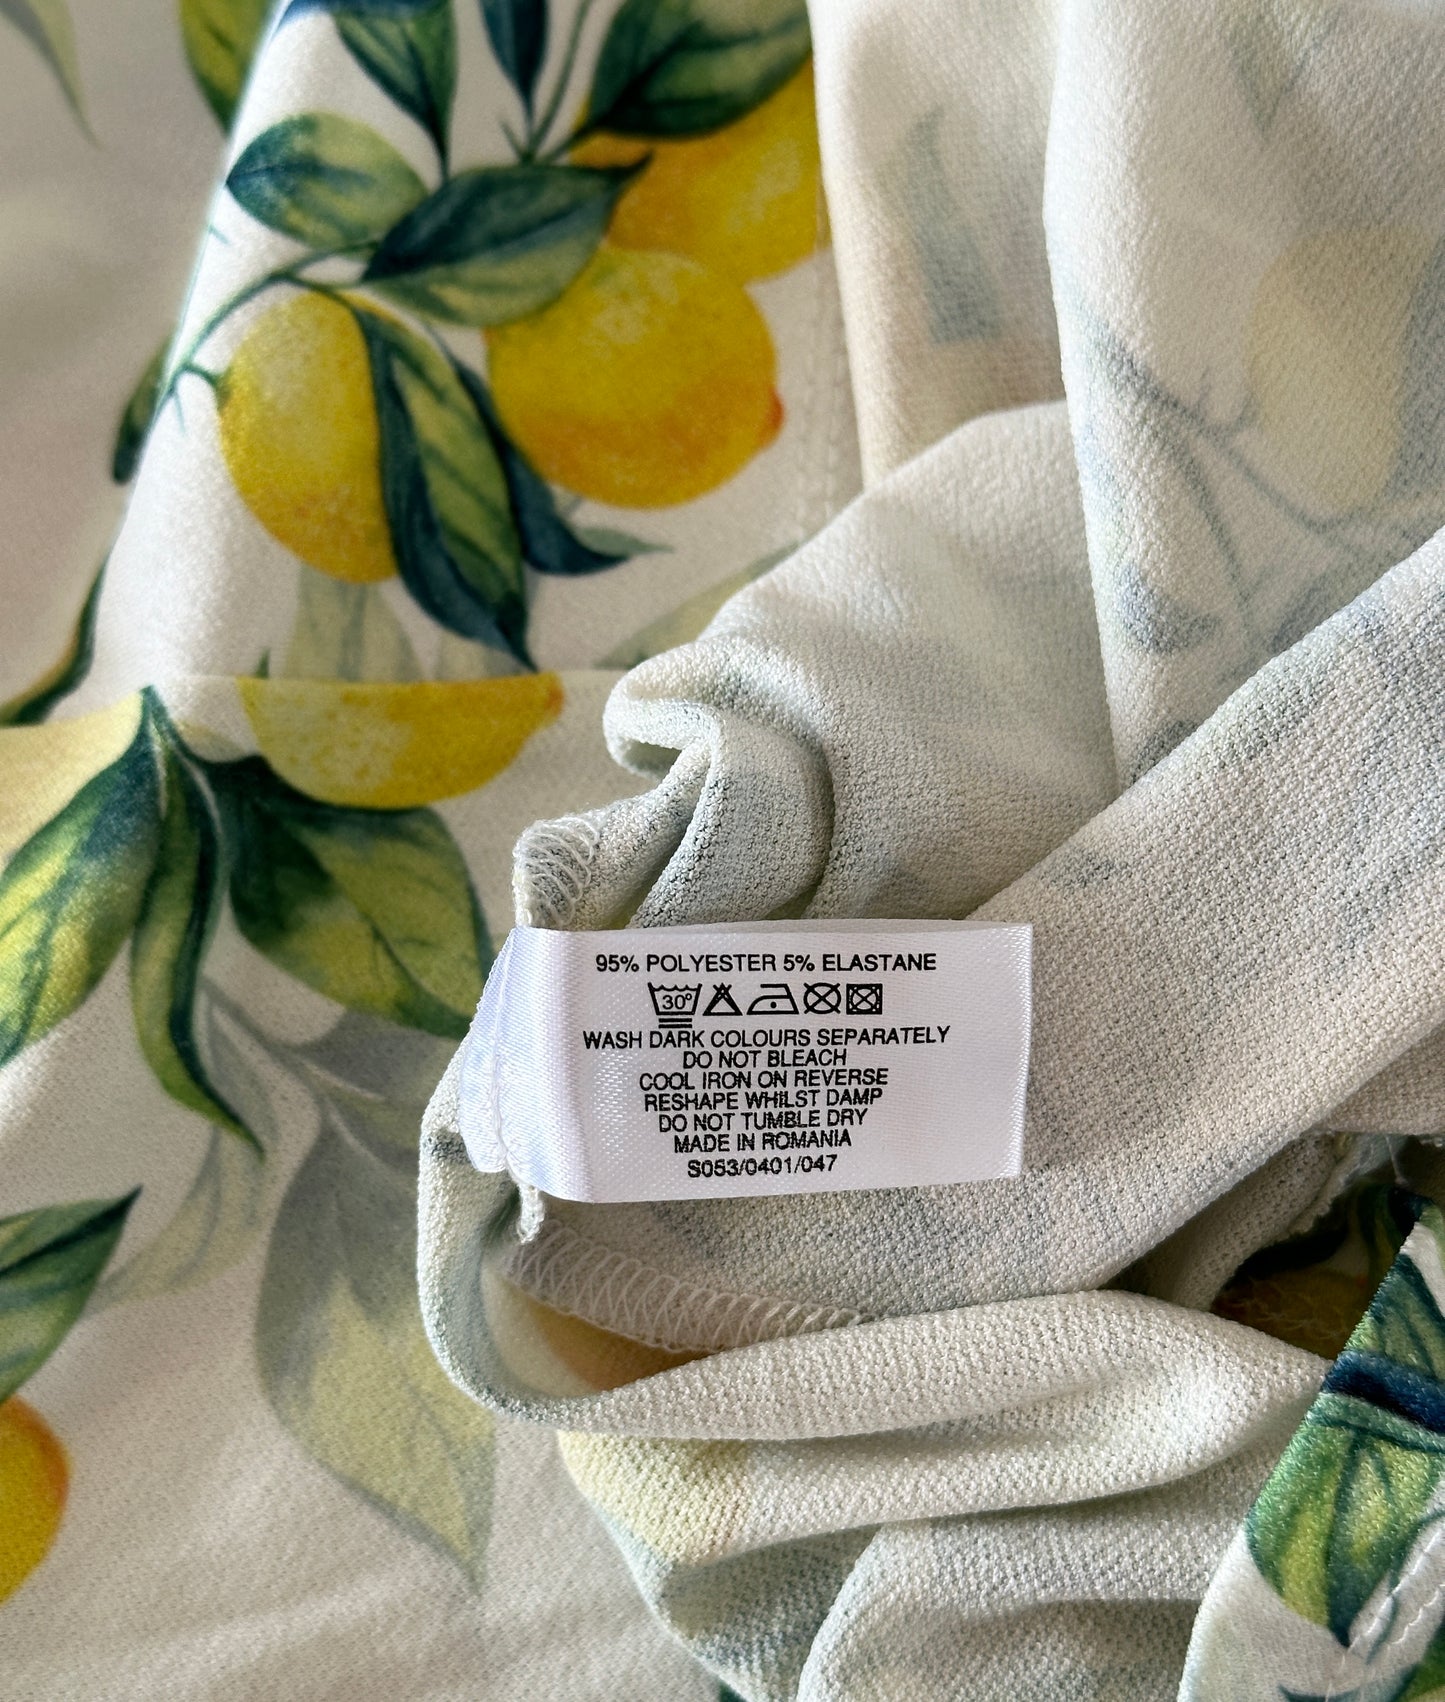 95% POLYESTER 5% ELASTANE
30°
WASH DARK COLOURS SEPARATELY
DO NOT BLEACH
COOL IRON ON REVERSE
RESHAPE WHILST DAMP
DO NOT TUMBLE DRY
MADE IN ROMANIA
S053/0401/047